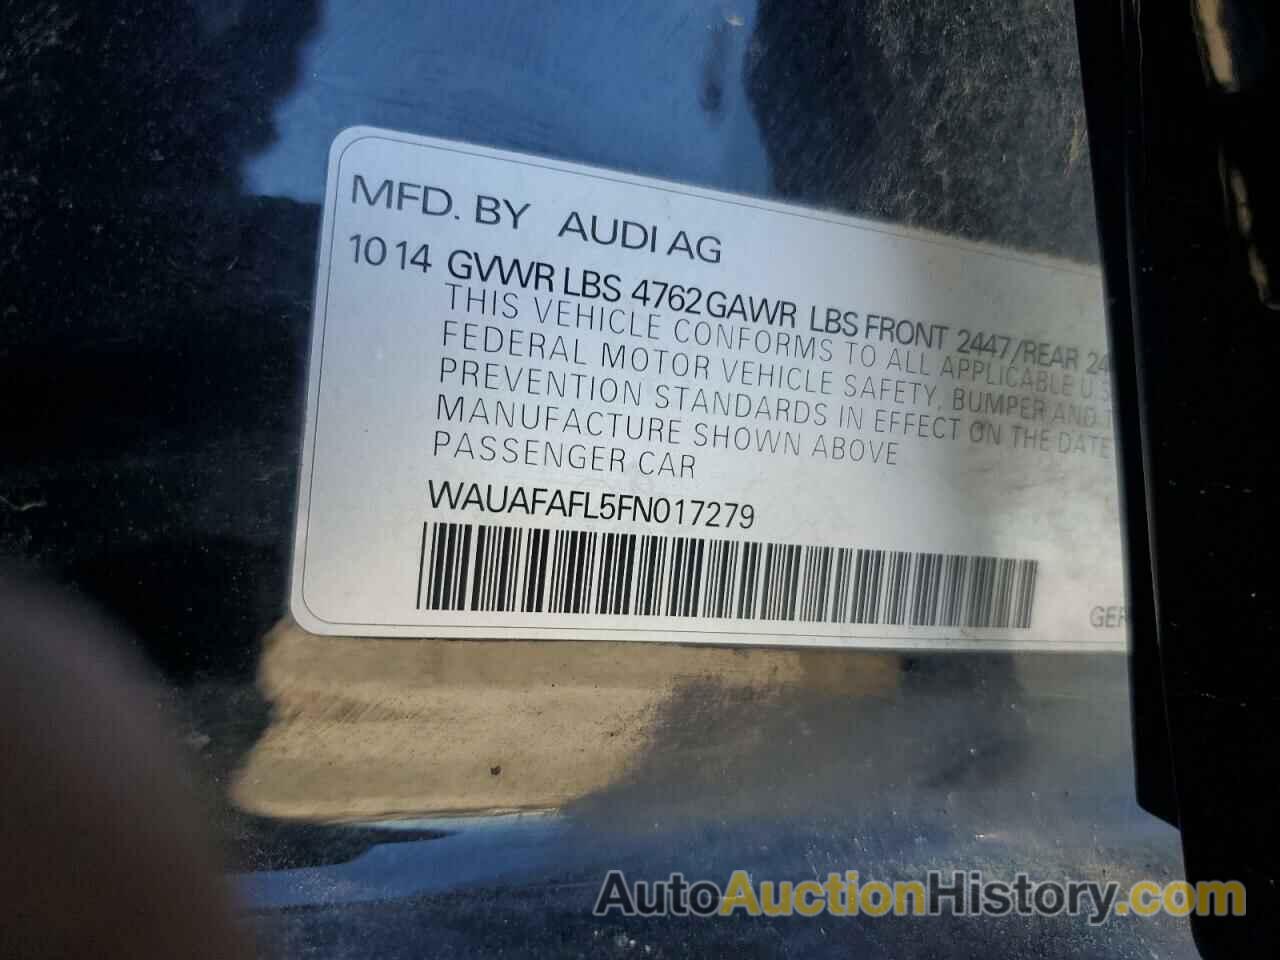 MFD. BY AUDI AG
10 14 GVWR LBS 4762 GAWR LBS FRONT 2447/REAR
THIS VEHICLE CONFORMS TO ALL APPLICABLE U.S
FEDERAL MOTOR VEHICLE SAFETY, BUMPER AND
PREVENTION STANDARDS IN EFFECT ON THE DATE
MANUFACTURE SHOWN ABOVE
PASSENGER CAR
WAUAFAFL5FN017279
GER
AutoAuctionHistory.com